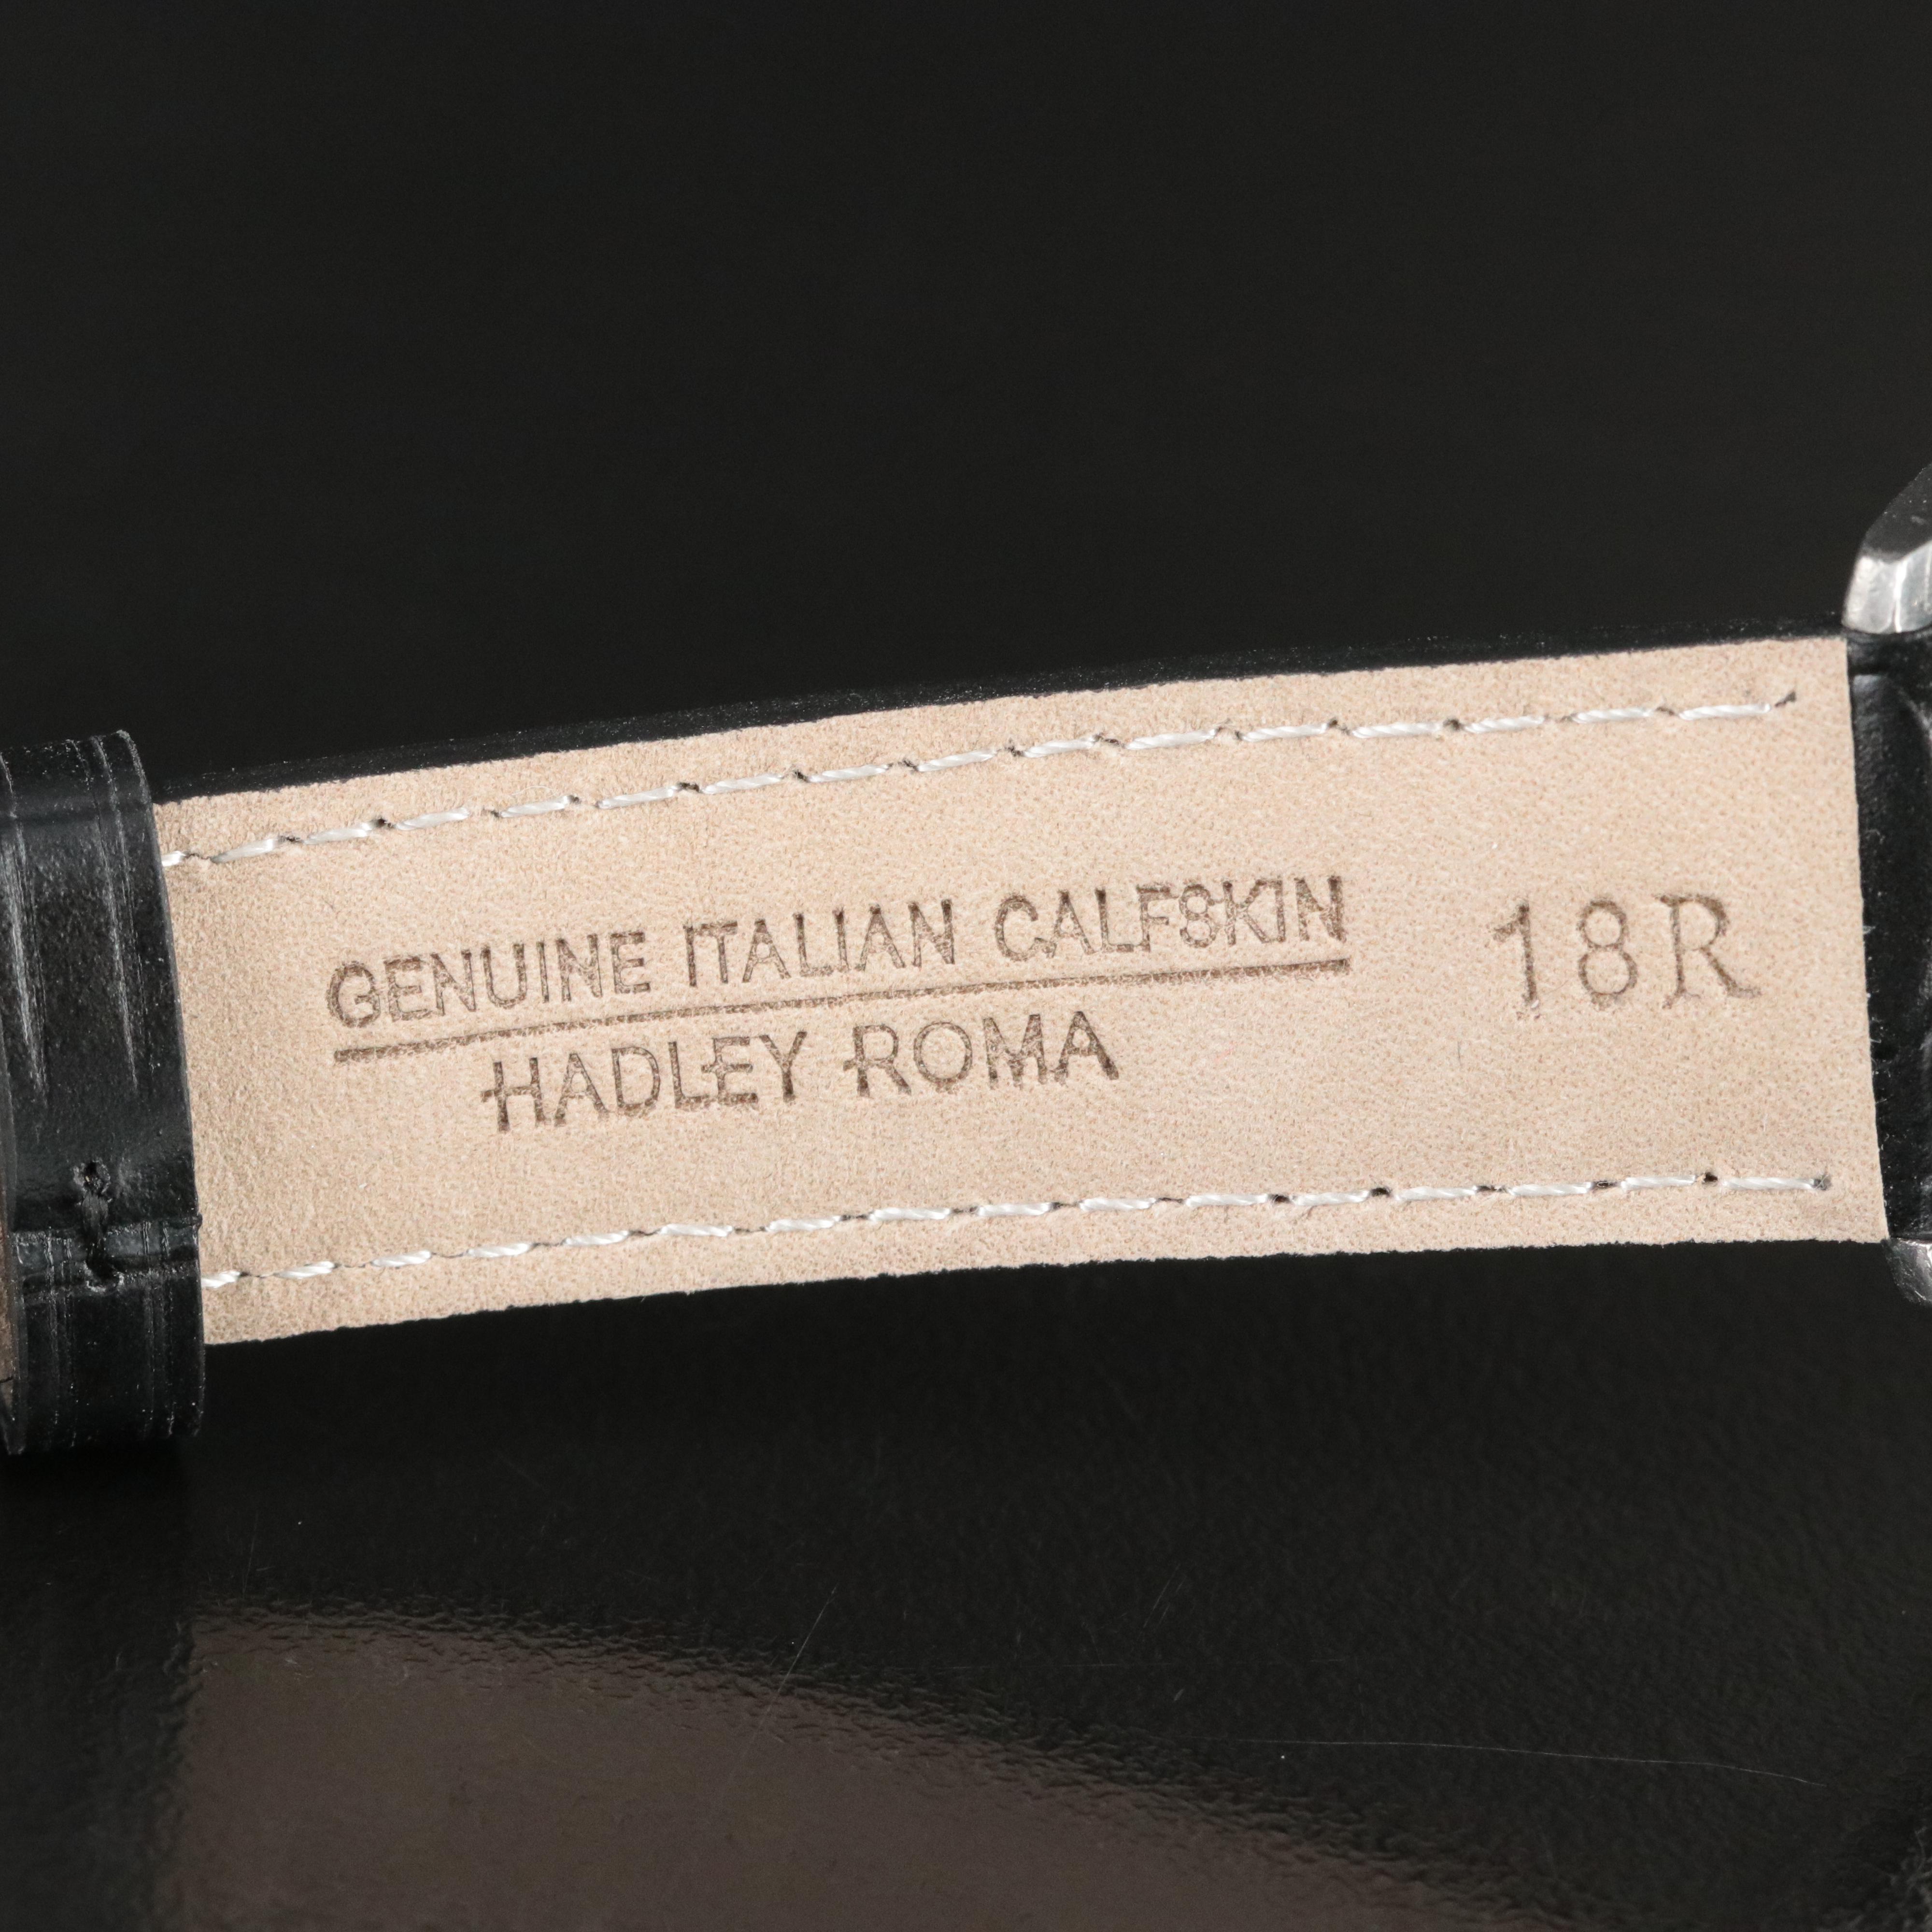 GENUINE ITALIAN CALFSKIN
HADLEY ROMA
18R